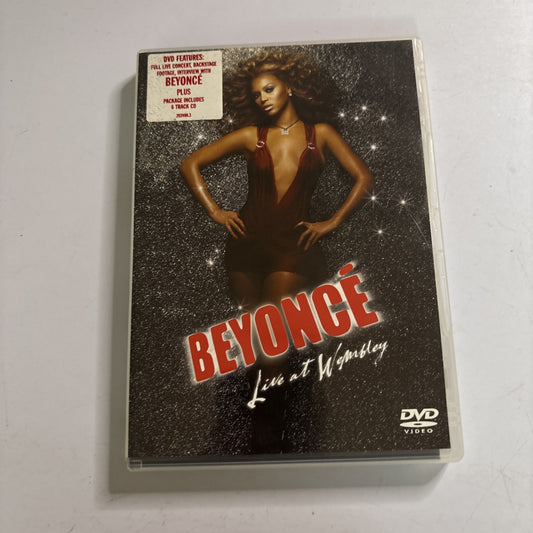 DVD FEATURES:
FULL LIVE CONCERT, BACKSTAGE
FOOTAGE, INTERVIEW WITH
BEYONCÉ
PLUS
PACKAGE INCLUDES
6 TRACK CD
BEYONCÉ
Live at Wembley
DVD
VIDEO